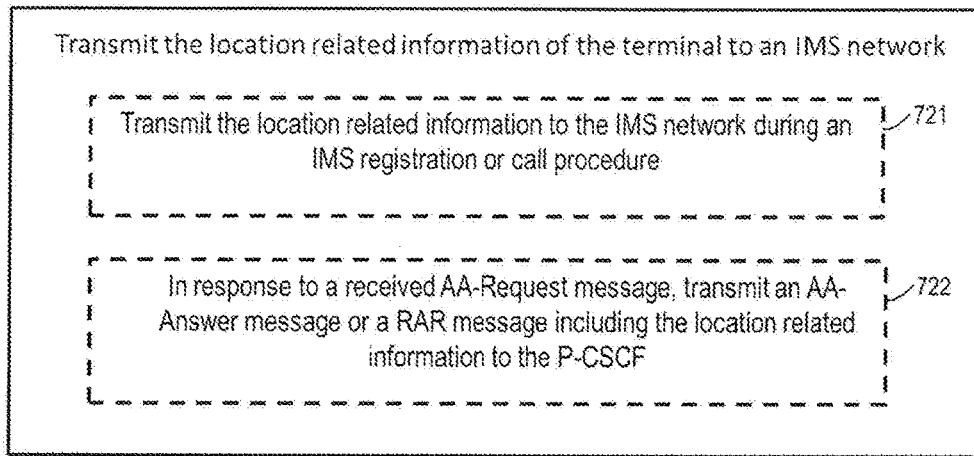 Transmit the location related information of the terminal to an IMS network
Transmit the location related information to the IMS network during an
IMS registration or call procedure
721
In response to a received AA-Request message, transmit an AA-
Answer message or a RAR message including the location related
information to the P-CSCF
722